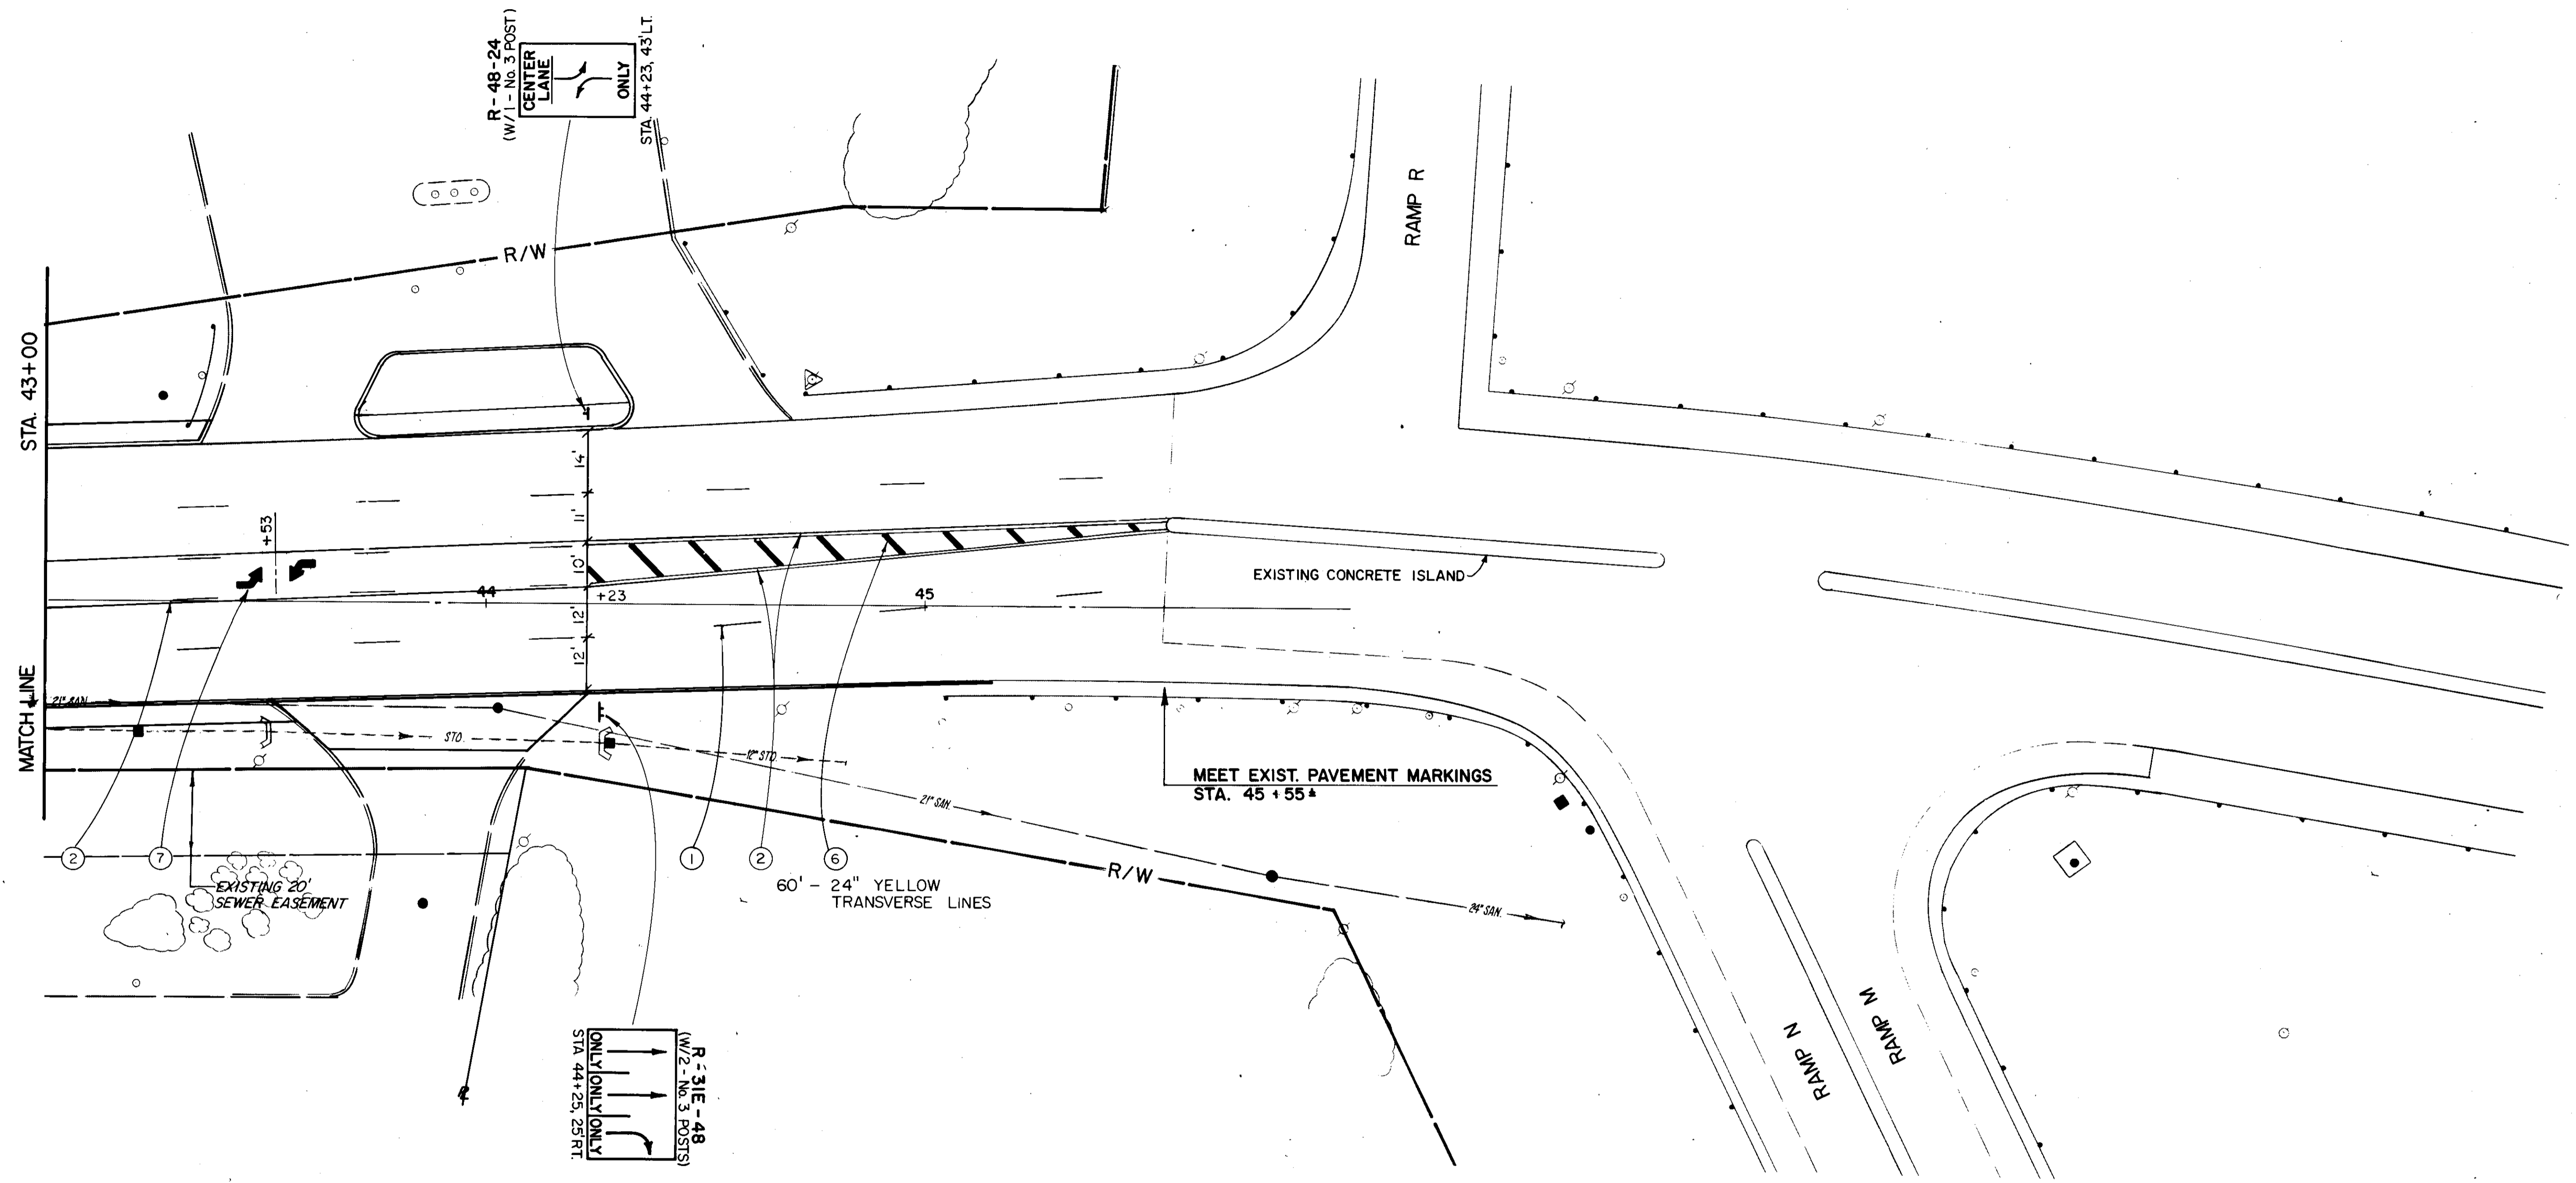 R-48-24
(W/ 1 - No. 3 POST)
CENTER
LANE
ONLY
STA. 44+23, 43' LT.
RAMP R
R/W
STA. 43+00
14'
11'
10'
12'
12'
+53
44
+23
45
EXISTING CONCRETE ISLAND
MATCH LINE
21" SAN.
STO.
12" STO.
21" SAN.
MEET EXIST. PAVEMENT MARKINGS
STA. 45+55±
2
7
1
2
6
60' - 24" YELLOW
TRANSVERSE LINES
EXISTING 20'
SEWER EASEMENT
R/W
24" SAN.
RAMP N
RAMP M
R-31E-48
(W/2 - No. 3 POSTS)
ONLY ONLY ONLY
STA 44+25, 25' RT.